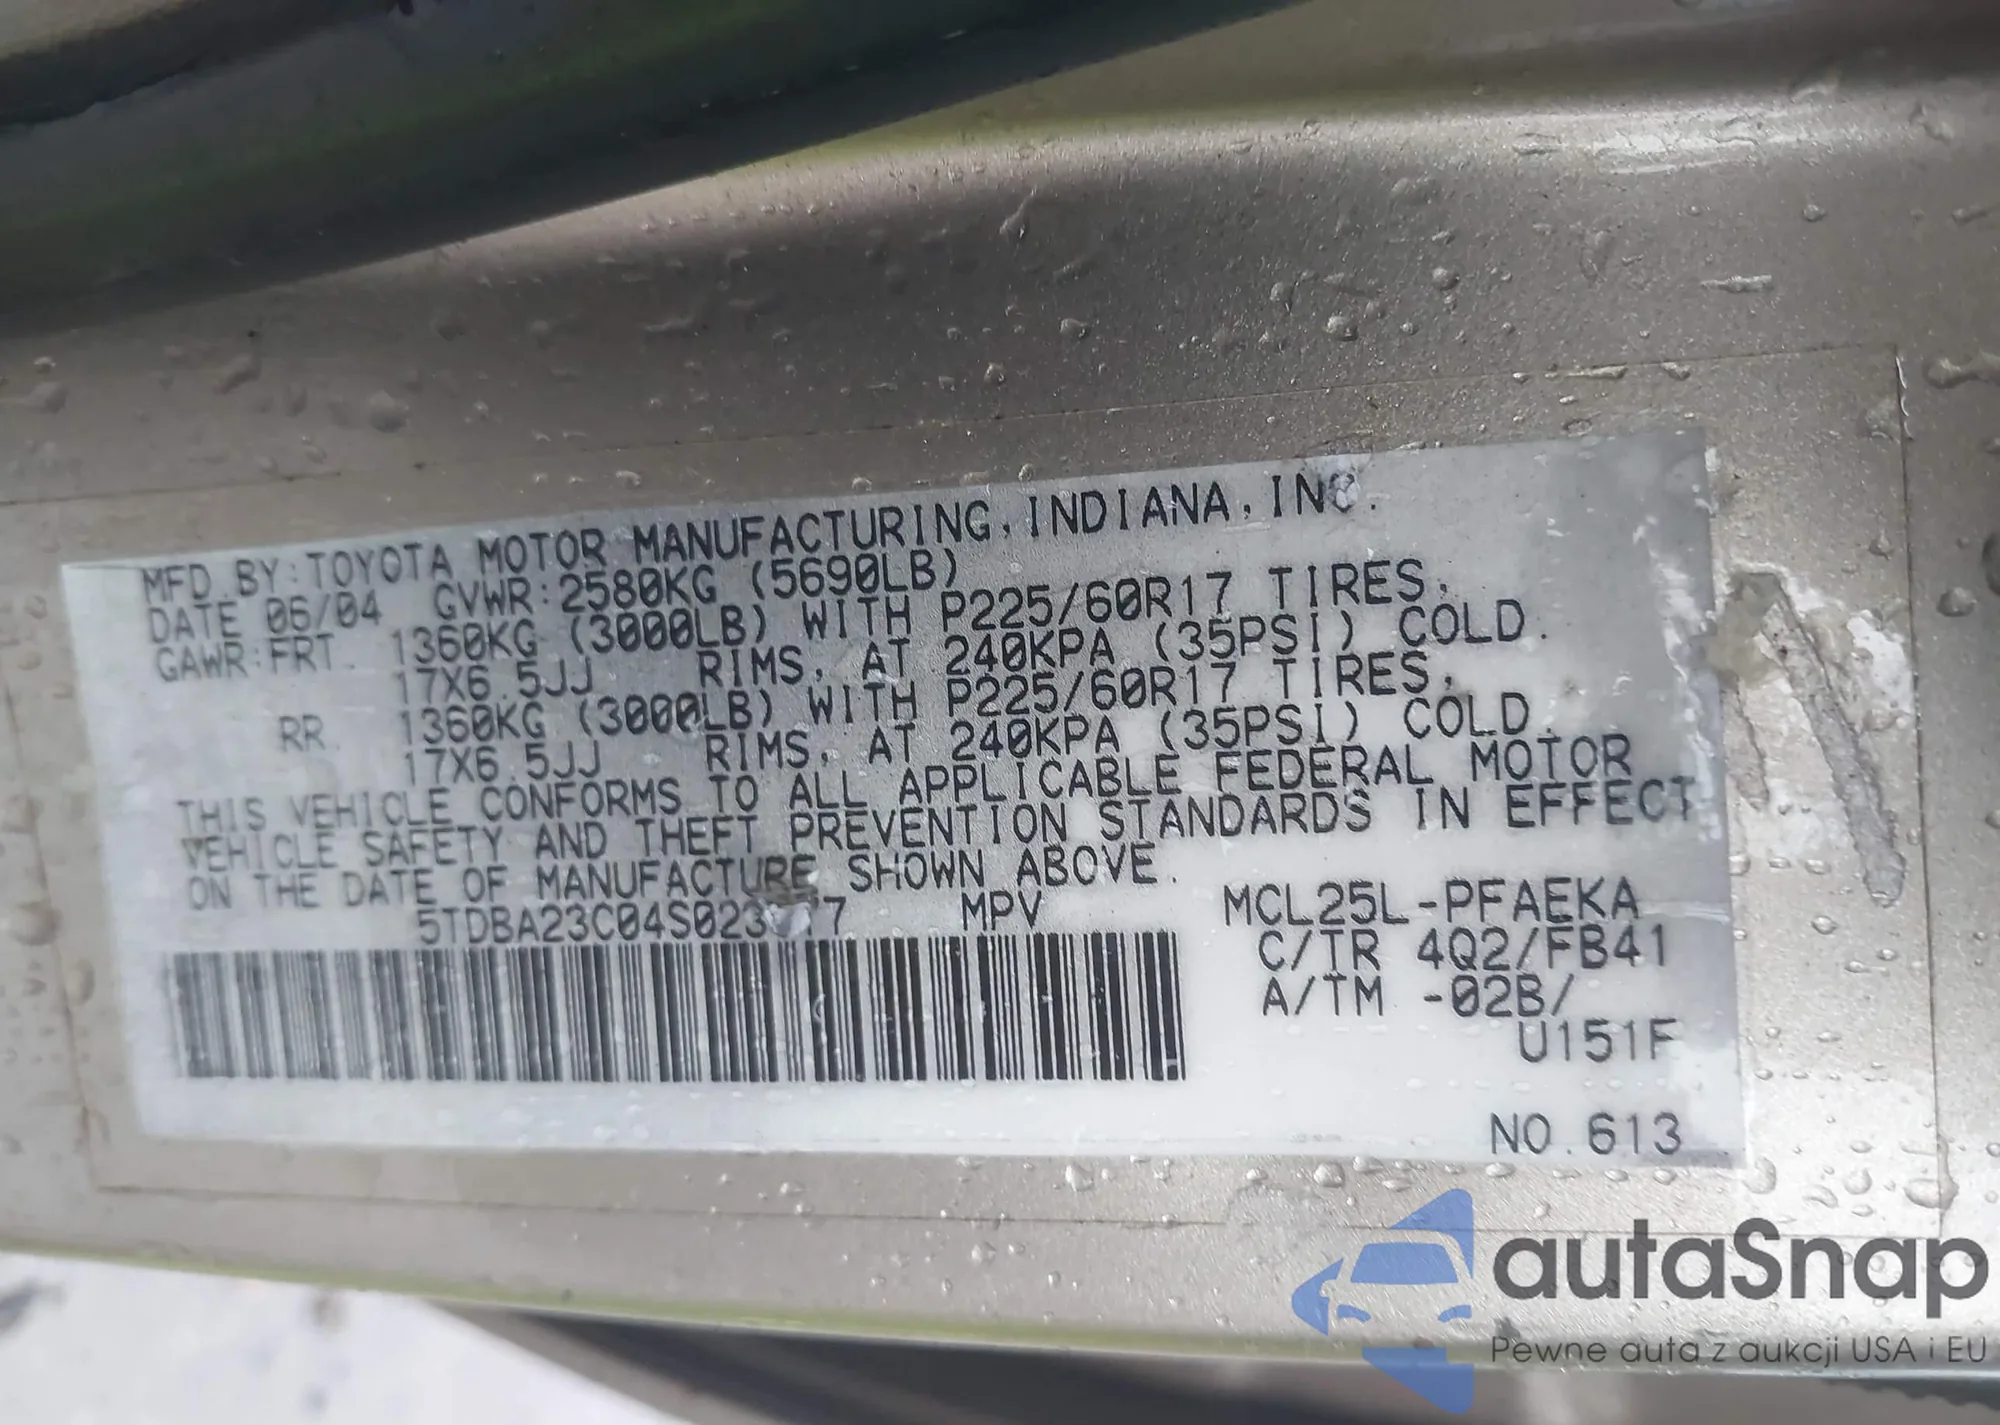 MFD. BY: TOYOTA MOTOR MANUFACTURING, INDIANA, INC.
DATE 06/04 GVWR: 2580KG (5690LB)
GAWR: FRT. 1360KG (3000LB) WITH P225/60R17 TIRES,
17X6.5JJ RIMS, AT 240KPA (35PSI) COLD.
RR. 1360KG (3000LB) WITH P225/60R17 TIRES,
17X6.5JJ RIMS, AT 240KPA (35PSI) COLD.
THIS VEHICLE CONFORMS TO ALL APPLICABLE FEDERAL MOTOR
VEHICLE SAFETY AND THEFT PREVENTION STANDARDS IN EFFECT
ON THE DATE OF MANUFACTURE SHOWN ABOVE.
MPV MCL25L-PFAEKA
C/TR 4Q2/FB41
A/TM -02B/
U151F
NO.613
autaSnap
Pewne auta z aukcji USA i EU